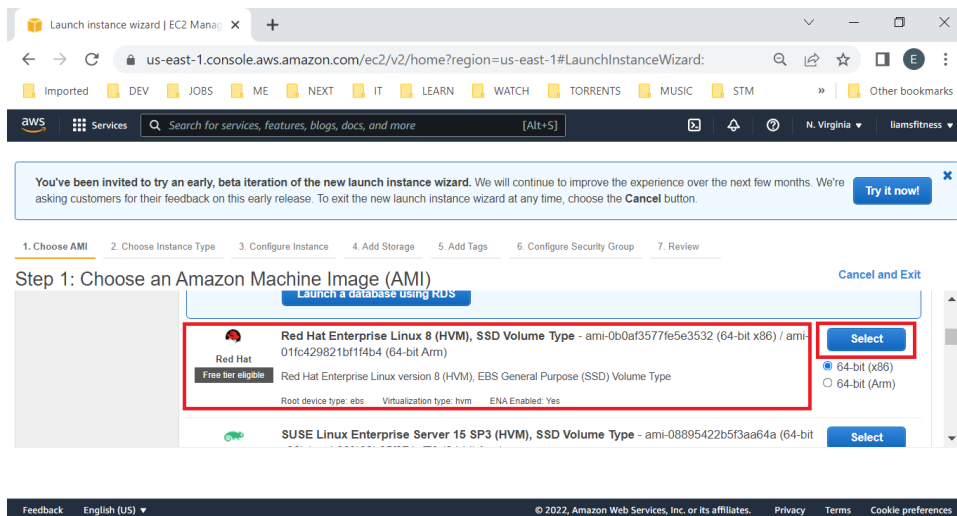 Launch instance wizard | EC2 Manag
us-east-1.console.aws.amazon.com/ec2/v2/home?region=us-east-1#LaunchInstanceWizard:
E
Imported DEV JOBS ME NEXT IT LEARN WATCH TORRENTS MUSIC STM » Other bookmarks
aws Services Search for services, features, blogs, docs, and more [Alt+S] N. Virginia ▼ liamsfitness ▼
You've been invited to try an early, beta iteration of the new launch instance wizard. We will continue to improve the experience over the next few months. We're
asking customers for their feedback on this early release. To exit the new launch instance wizard at any time, choose the Cancel button.
Try it now!
1. Choose AMI 2. Choose Instance Type 3. Configure Instance 4. Add Storage 5. Add Tags 6. Configure Security Group 7. Review
Step 1: Choose an Amazon Machine Image (AMI)
Cancel and Exit
Launch a database using RDS
Red Hat
Free tier eligible
Red Hat Enterprise Linux 8 (HVM), SSD Volume Type - ami-0b0af3577fe5e3532 (64-bit x86) / ami-
01fc429821bf1f4b4 (64-bit Arm)
Red Hat Enterprise Linux version 8 (HVM), EBS General Purpose (SSD) Volume Type
Root device type: ebs Virtualization type: hvm ENA Enabled: Yes
Select
64-bit (x86)
64-bit (Arm)
SUSE Linux Enterprise Server 15 SP3 (HVM), SSD Volume Type - ami-08895422b5f3aa64a (64-bit
Select
Feedback English (US) ▼ © 2022, Amazon Web Services, Inc. or its affiliates. Privacy Terms Cookie preferences